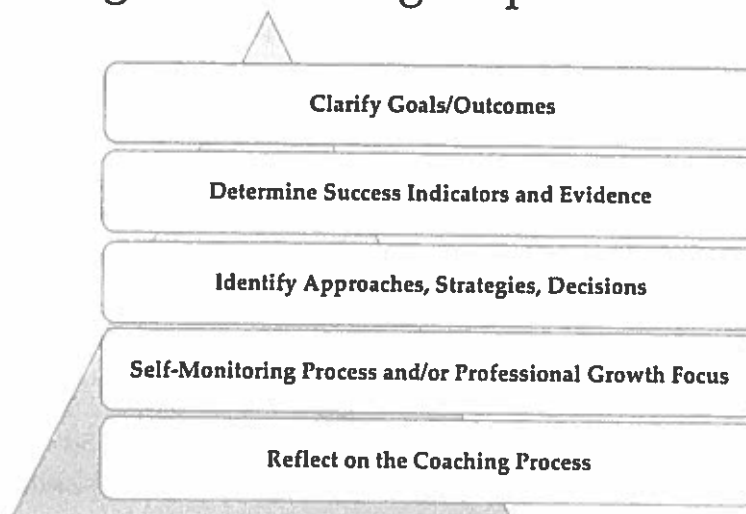 Clarify Goals/Outcomes
Determine Success Indicators and Evidence
Identify Approaches, Strategies, Decisions
Self-Monitoring Process and/or Professional Growth Focus
Reflect on the Coaching Process